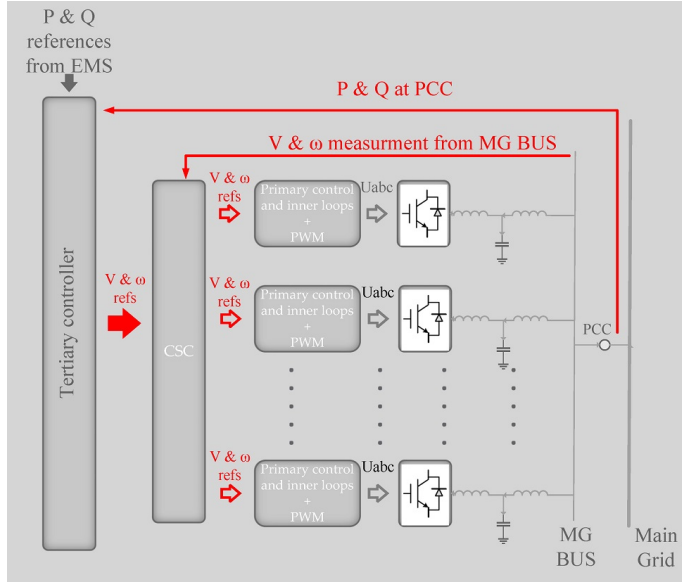 P & Q
references
from EMS
P & Q at PCC
V & ω measurment from MG BUS
Tertiary controller
V & ω
refs
CSC
V & ω
refs
Primary control
and inner loops
+
PWM
Uabc
V & ω
refs
Primary control
and inner loops
+
PWM
Uabc
PCC
V & ω
refs
Primary control
and inner loops
+
PWM
Uabc
MG
BUS
Main
Grid